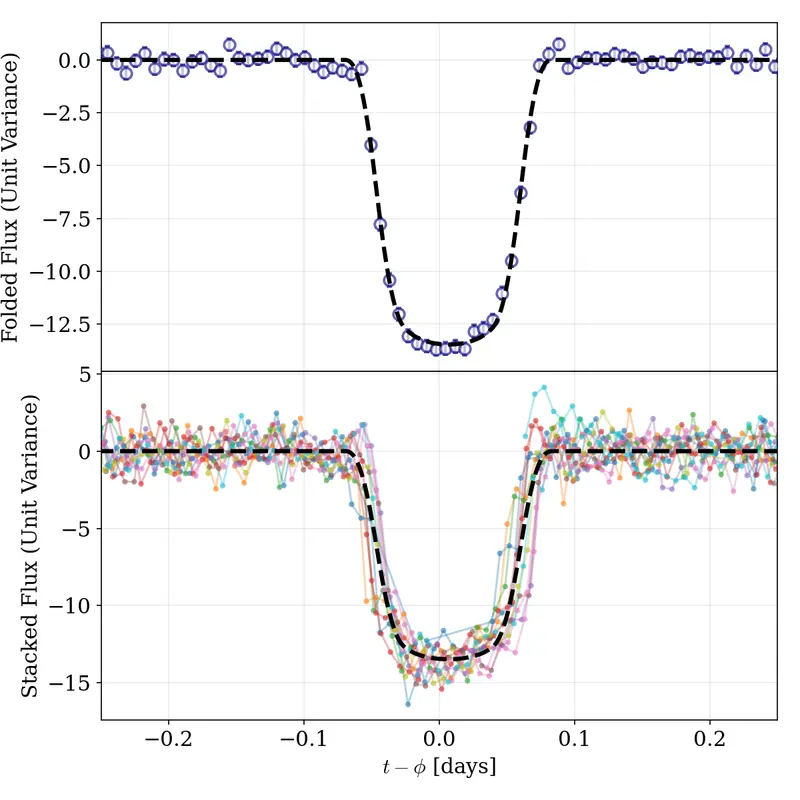 Folded Flux (Unit Variance)
0.0
−2.5
−5.0
−7.5
−10.0
−12.5
Stacked Flux (Unit Variance)
5
0
−5
−10
−15
−0.2 −0.1 0.0 0.1 0.2
t − ϕ [days]